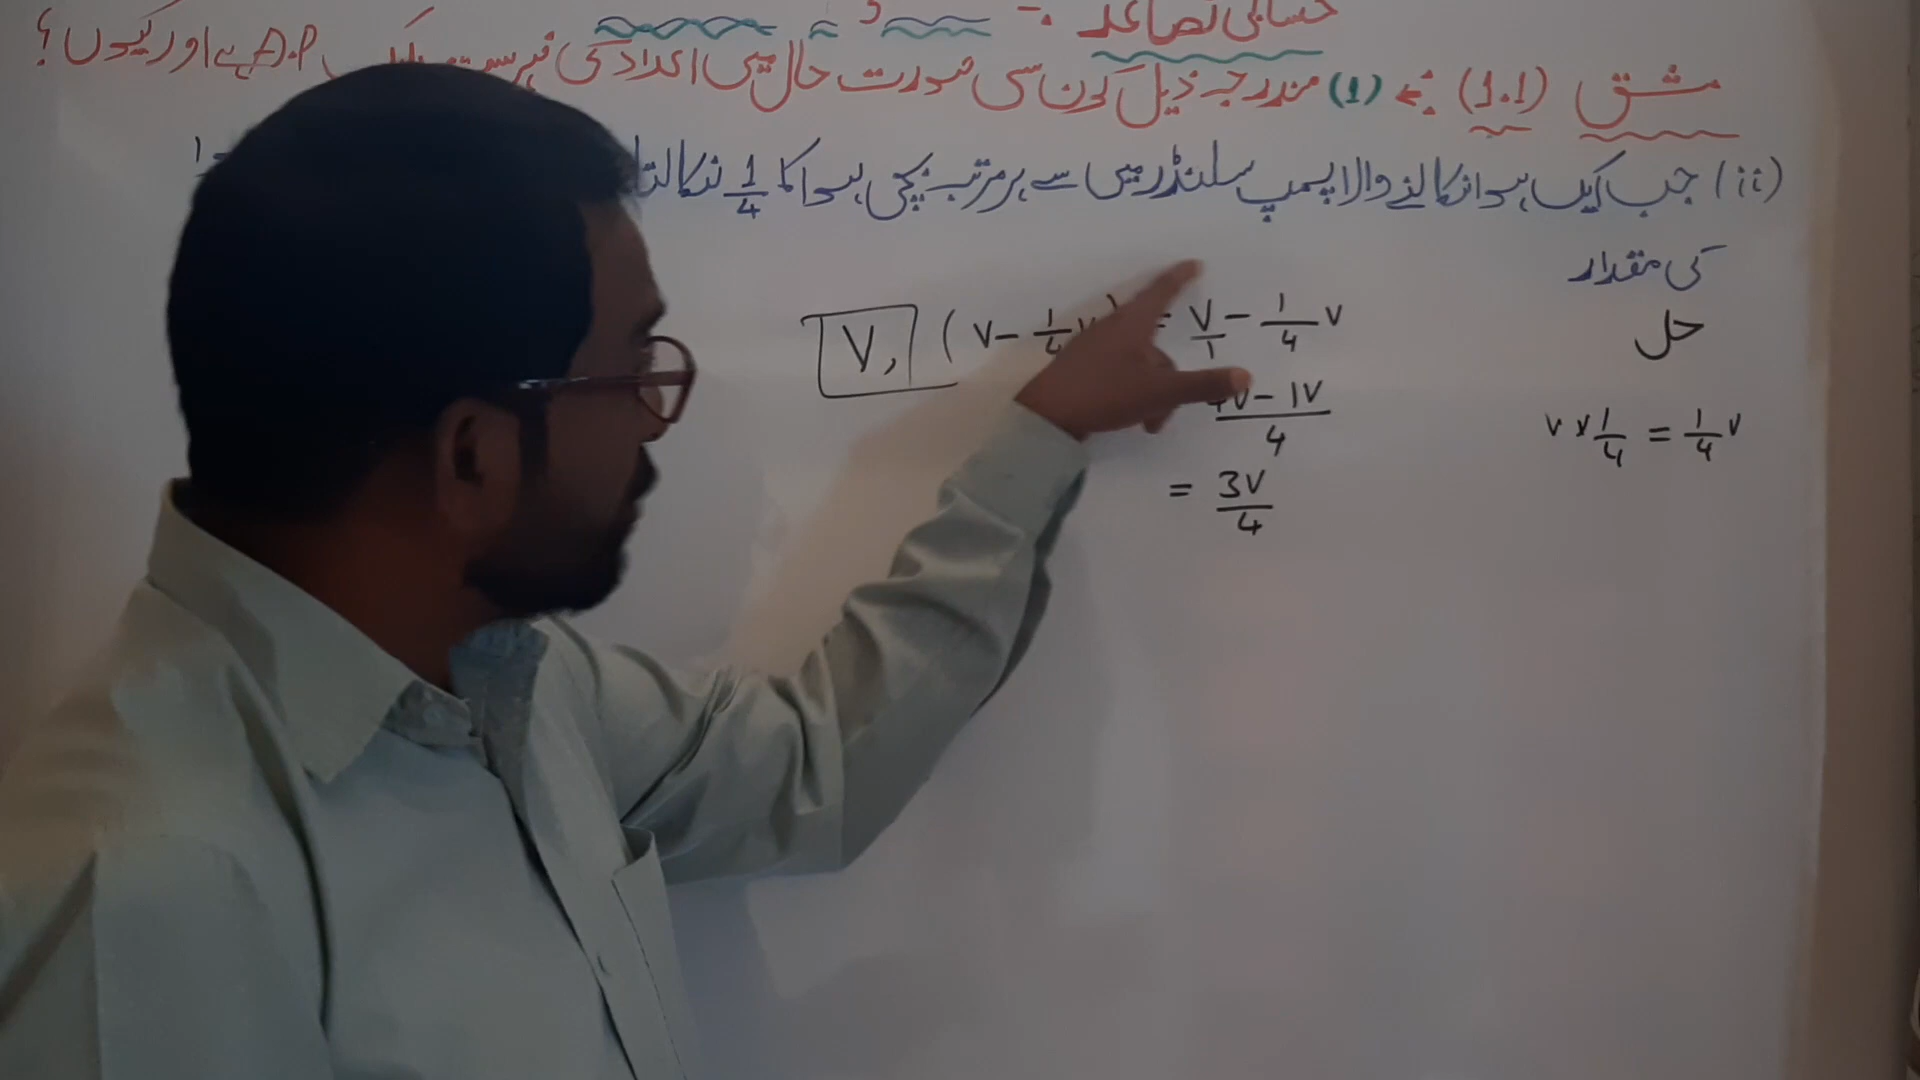 حسابی تصاعد :-
مشق (1.1) :← (1) مندرجہ ذیل کون سی صورت حال میں اعداد کی A.P ہے اور کیوں؟
(ii) جب ایک ہوا نکالنے والا پمپ سلنڈر میں سے ہر مرتبہ بچی ہوا کا 1/4 نکالتا
کی مقدار
حل
V, (V - 1/4 V) = V/1 - 1/4 V
4V - 1V / 4
V × 1/4 = 1/4 V
= 3V/4